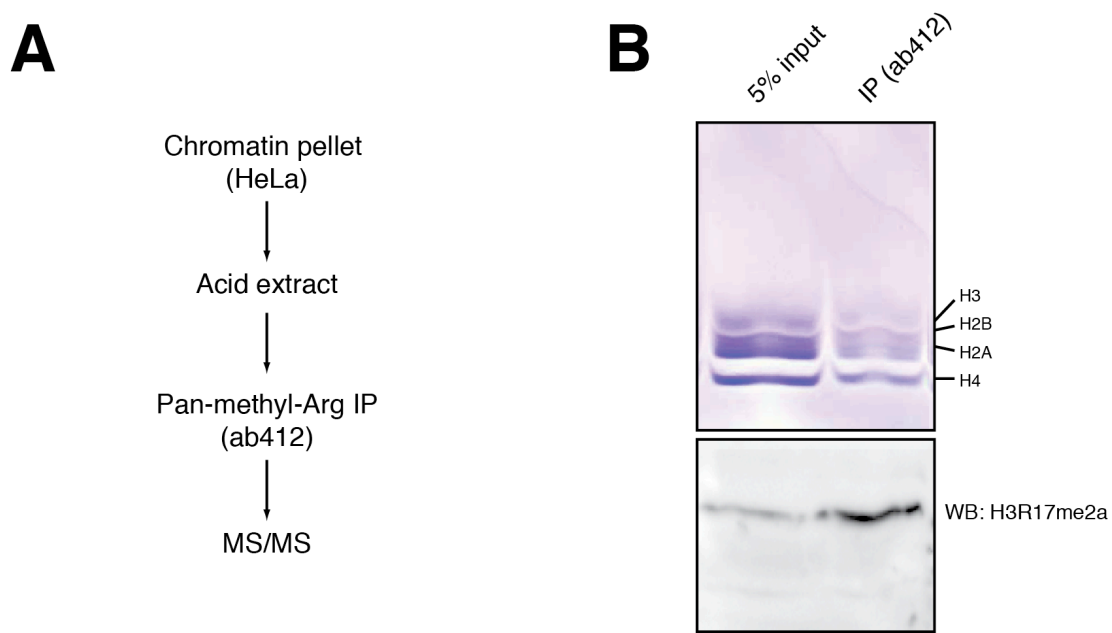 A
Chromatin pellet
(HeLa)
Acid extract
Pan-methyl-Arg IP
(ab412)
MS/MS
B
5% input
IP (ab412)
H3
H2B
H2A
H4
WB: H3R17me2a